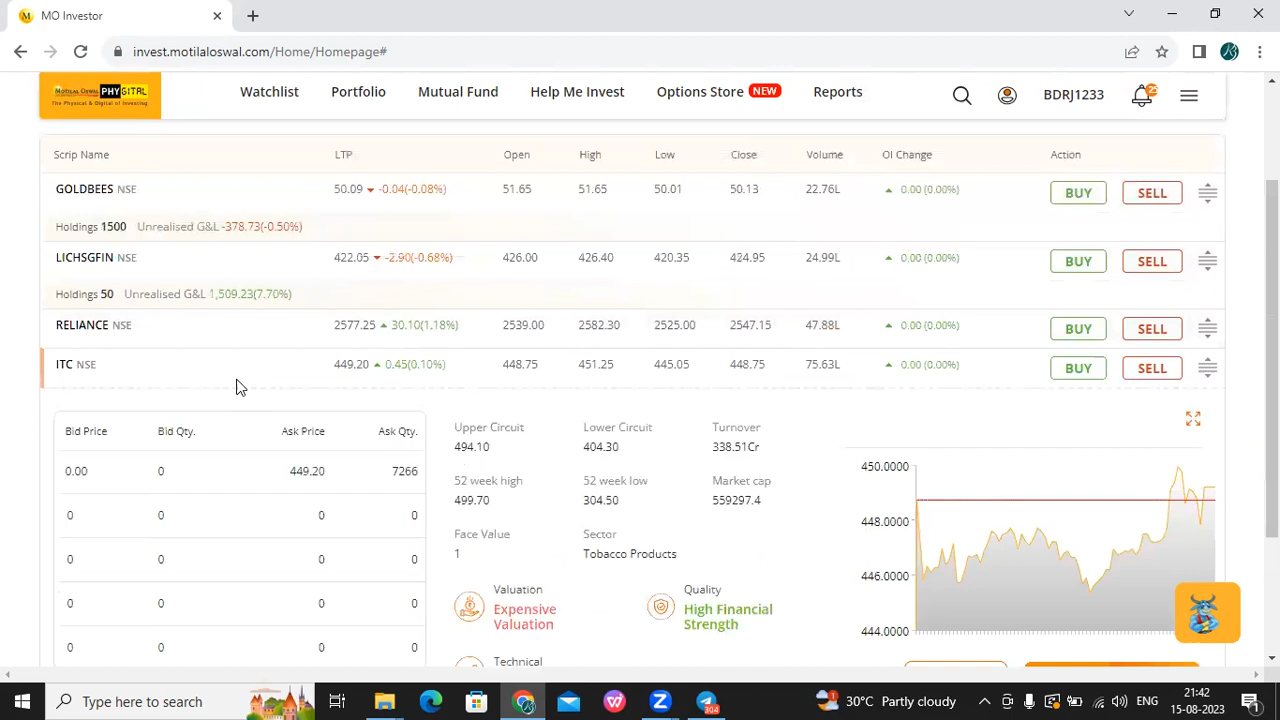 MO Investor
invest.motilaloswal.com/Home/Homepage#
MOTILAL OSWAL PHYGITAL
The Physical & Digital of Investing
Watchlist Portfolio Mutual Fund Help Me Invest Options Store NEW Reports BDRJ1233
Scrip Name LTP Open High Low Close Volume OI Change Action
GOLDBEES NSE 50.09 -0.04(-0.08%) 51.65 51.65 50.01 50.13 22.76L 0.00 (0.00%) BUY SELL
Holdings 1500 Unrealised G&L -378.73(-0.50%)
LICHSGFIN NSE 422.05 -2.90(-0.68%) 426.00 426.40 420.35 424.95 24.99L 0.00 (0.00%) BUY SELL
Holdings 50 Unrealised G&L 1,509.23(7.70%)
RELIANCE NSE 2577.25 30.10(1.18%) 2539.00 2582.30 2525.00 2547.15 47.88L 0.00 (0.00%) BUY SELL
ITC NSE 449.20 0.45(0.10%) 448.75 451.25 445.05 448.75 75.63L 0.00 (0.00%) BUY SELL
Bid Price Bid Qty. Ask Price Ask Qty.
0.00 0 449.20 7266
0 0 0 0
0 0 0 0
0 0 0 0
0 0 0 0
Upper Circuit Lower Circuit Turnover
494.10 404.30 338.51Cr
52 week high 52 week low Market cap
499.70 304.50 559297.4
Face Value Sector
1 Tobacco Products
Valuation Quality
Expensive High Financial
Valuation Strength
Technical
450.0000
448.0000
446.0000
444.0000
Type here to search
304
1
30°C Partly cloudy
ENG
21:42
15-08-2023
1